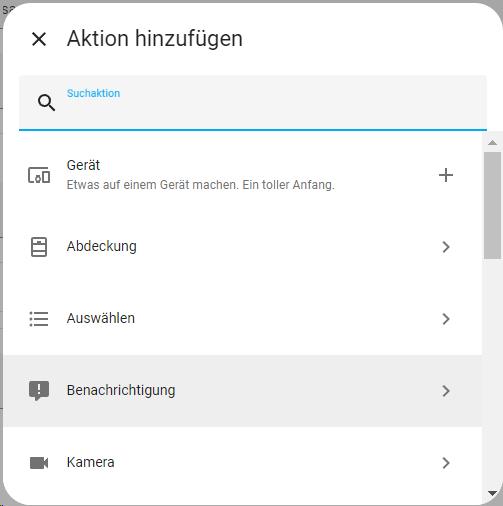 Aktion hinzufügen
Suchaktion
Gerät
Etwas auf einem Gerät machen. Ein toller Anfang.
Abdeckung
Auswählen
Benachrichtigung
Kamera